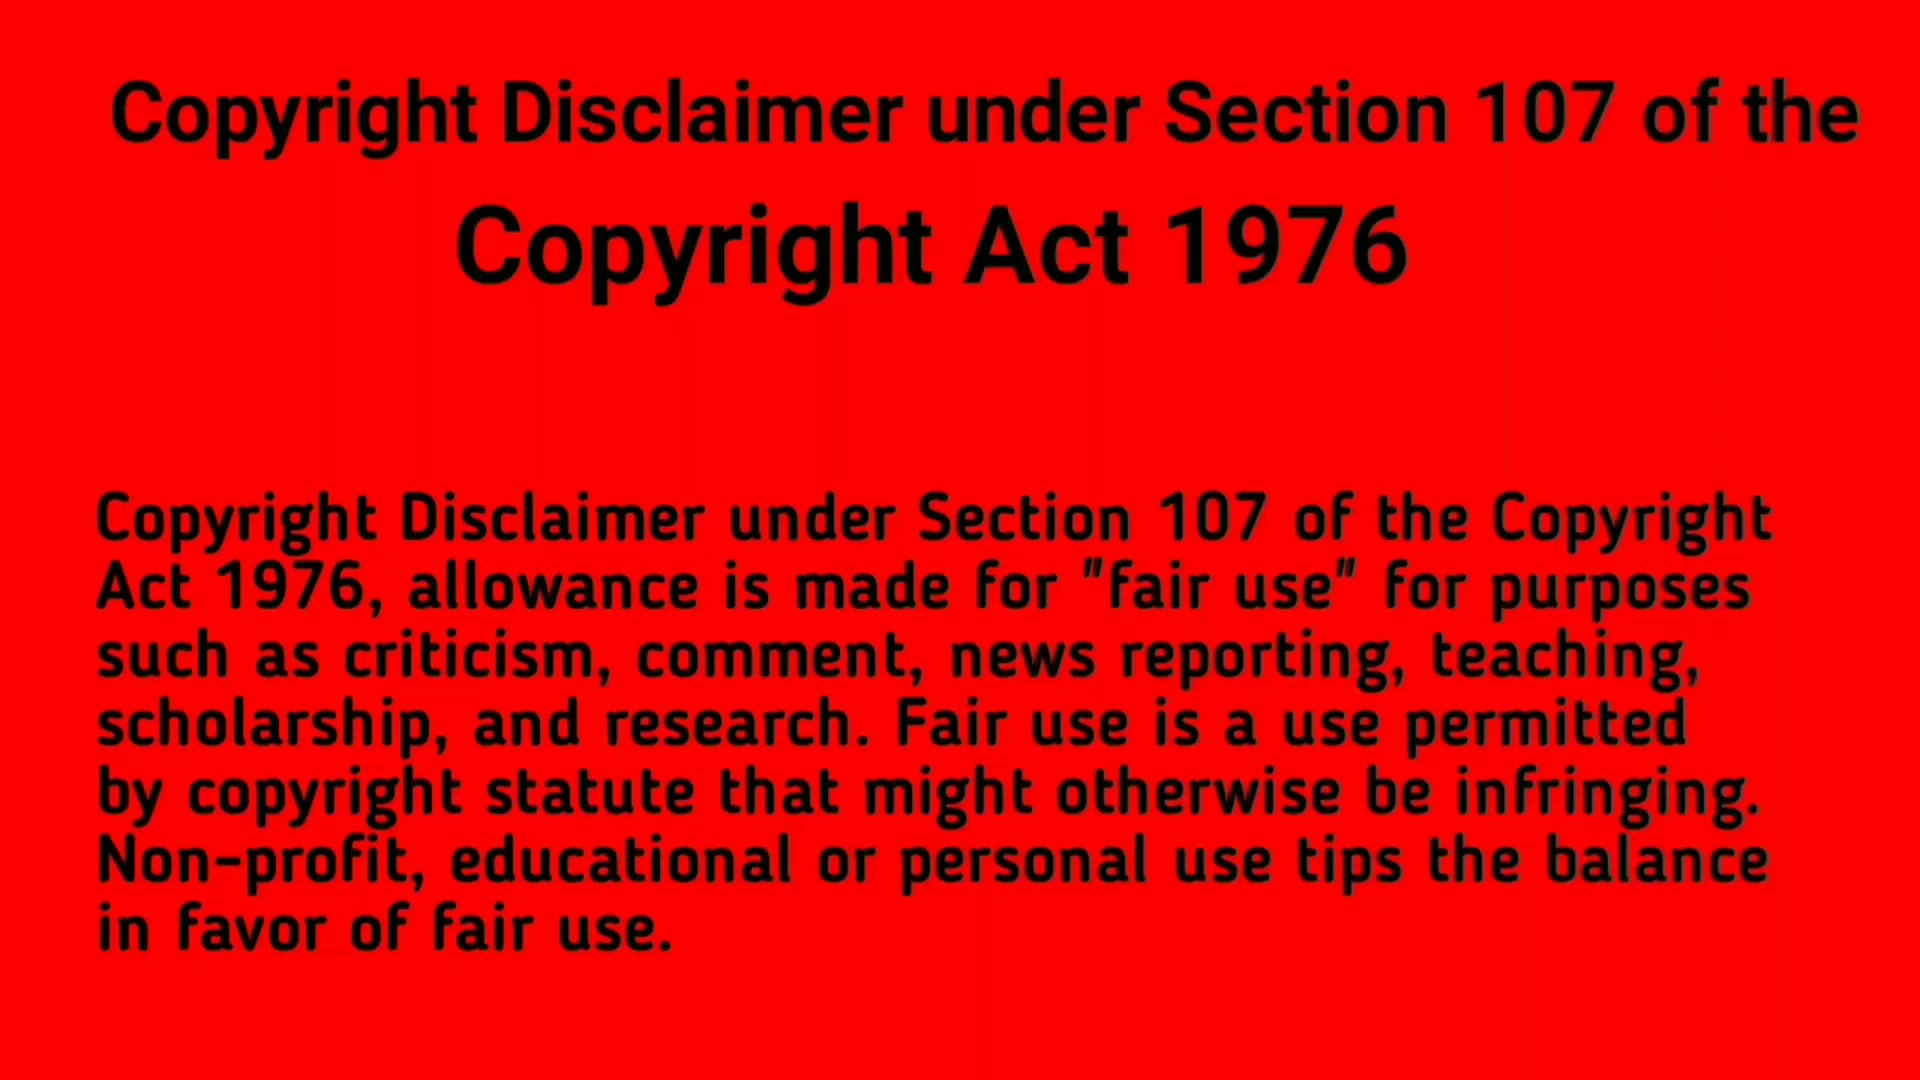 Copyright Disclaimer under Section 107 of the
Copyright Act 1976
Copyright Disclaimer under Section 107 of the Copyright
Act 1976, allowance is made for "fair use" for purposes
such as criticism, comment, news reporting, teaching,
scholarship, and research. Fair use is a use permitted
by copyright statute that might otherwise be infringing.
Non-profit, educational or personal use tips the balance
in favor of fair use.